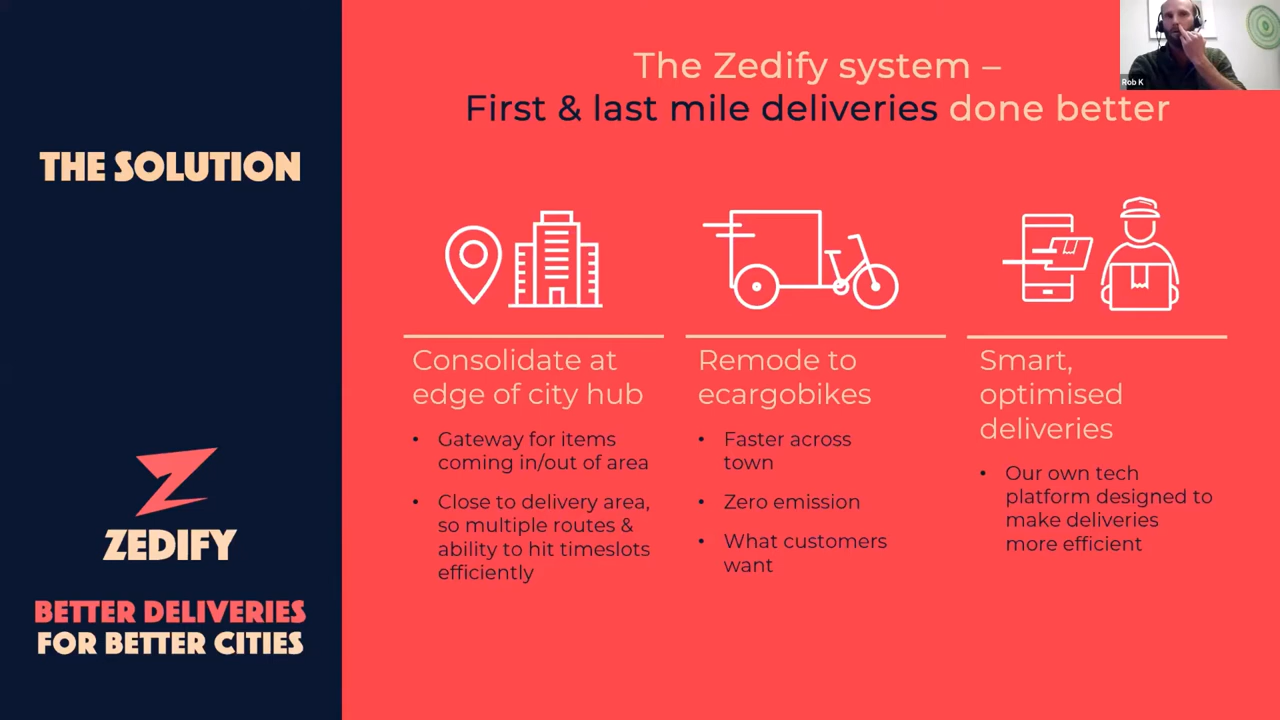 The Zedify system –
First & last mile deliveries done better
Rob K
THE SOLUTION
Consolidate at
edge of city hub
• Gateway for items
coming in/out of area
• Close to delivery area,
so multiple routes &
ability to hit timeslots
efficiently
Remode to
ecargobikes
• Faster across
town
• Zero emission
• What customers
want
Smart,
optimised
deliveries
• Our own tech
platform designed to
make deliveries
more efficient
ZEDIFY
BETTER DELIVERIES
FOR BETTER CITIES